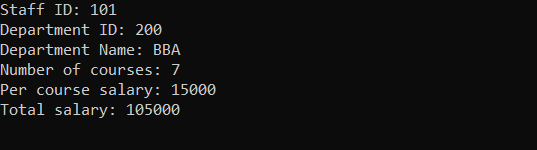 Staff ID: 101
Department ID: 200
Department Name: BBA
Number of courses: 7
Per course salary: 15000
Total salary: 105000